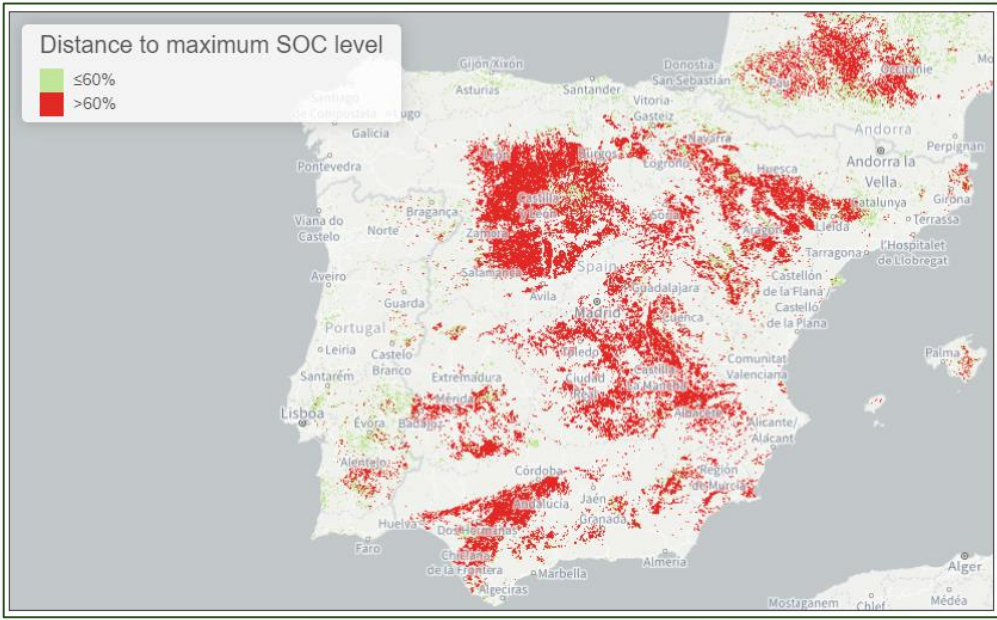 Distance to maximum SOC level
≤60%
>60%
Gijón/Xixón
Donostia
San Sebastián
Pau
Occitanie
Asturias
Santander
Vitoria
Gasteiz
Galicia
Navarra
Andorra
Perpignan
Pontevedra
León
Burgos
Logroño
Huesca
Andorra la
Vella
Viana do
Castelo
Bragança
Norte
Castilla
y León
Soria
Catalunya
Girona
Zamora
Aragón
Lleida
Terrassa
Salamanca
Spain
Tarragona
L'Hospitalet
de Llobregat
Aveiro
Ávila
Guadalajara
Castellón
de la Plana
Castelló
de la Plana
Guarda
Madrid
Cuenca
Portugal
Leiria
Castelo
Branco
Toledo
Palma
Santarém
Extremadura
Ciudad
Real
Castilla
La Mancha
Comunitat
Valenciana
Lisboa
Mérida
Évora
Badajoz
Albacete
Alicante/
Alacant
Alentejo
Córdoba
Región
de Murcia
Jaén
Andalucía
Huelva
Dos Hermanas
Granada
Faro
Chiclana
de la Frontera
Almería
Marbella
Algeciras
Alger
Mostaganem
Chlef
Médéa